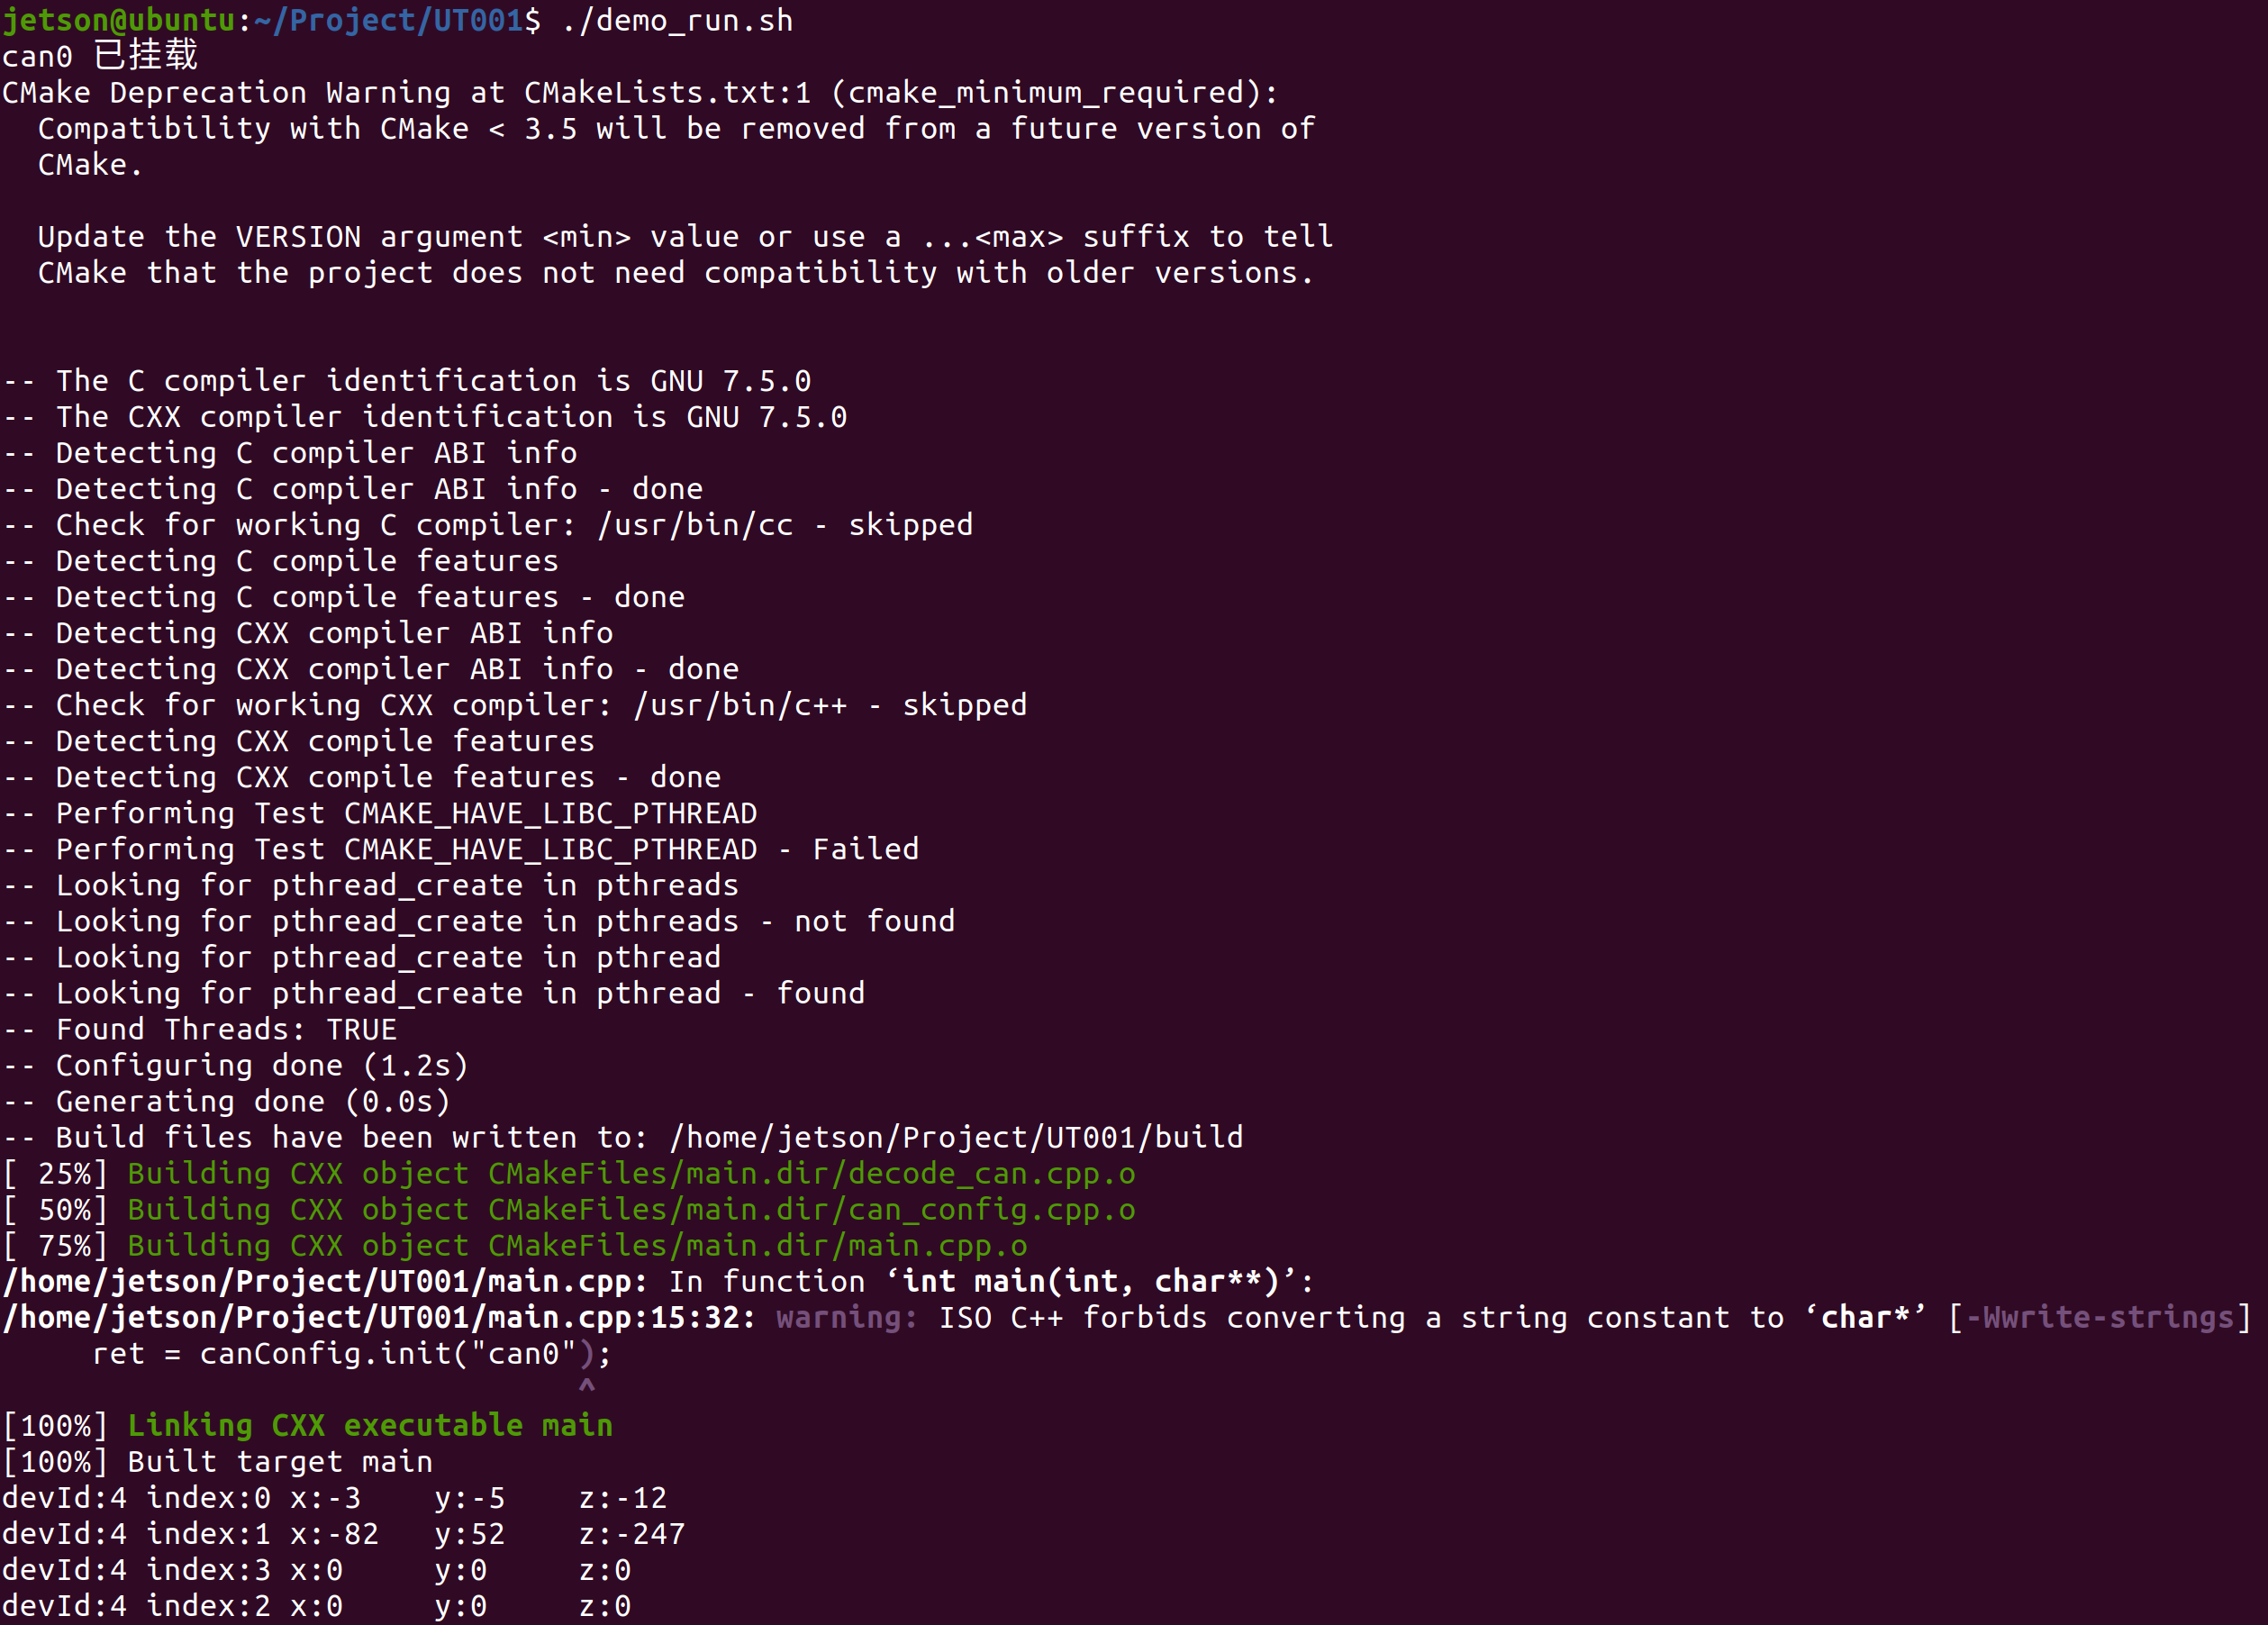 jetson@ubuntu:~/Project/UT001$ ./demo_run.sh
can0 已挂载
CMake Deprecation Warning at CMakeLists.txt:1 (cmake_minimum_required):
  Compatibility with CMake < 3.5 will be removed from a future version of
  CMake.

  Update the VERSION argument <min> value or use a ...<max> suffix to tell
  CMake that the project does not need compatibility with older versions.


-- The C compiler identification is GNU 7.5.0
-- The CXX compiler identification is GNU 7.5.0
-- Detecting C compiler ABI info
-- Detecting C compiler ABI info - done
-- Check for working C compiler: /usr/bin/cc - skipped
-- Detecting C compile features
-- Detecting C compile features - done
-- Detecting CXX compiler ABI info
-- Detecting CXX compiler ABI info - done
-- Check for working CXX compiler: /usr/bin/c++ - skipped
-- Detecting CXX compile features
-- Detecting CXX compile features - done
-- Performing Test CMAKE_HAVE_LIBC_PTHREAD
-- Performing Test CMAKE_HAVE_LIBC_PTHREAD - Failed
-- Looking for pthread_create in pthreads
-- Looking for pthread_create in pthreads - not found
-- Looking for pthread_create in pthread
-- Looking for pthread_create in pthread - found
-- Found Threads: TRUE
-- Configuring done (1.2s)
-- Generating done (0.0s)
-- Build files have been written to: /home/jetson/Project/UT001/build
[ 25%] Building CXX object CMakeFiles/main.dir/decode_can.cpp.o
[ 50%] Building CXX object CMakeFiles/main.dir/can_config.cpp.o
[ 75%] Building CXX object CMakeFiles/main.dir/main.cpp.o
/home/jetson/Project/UT001/main.cpp: In function ‘int main(int, char**)’:
/home/jetson/Project/UT001/main.cpp:15:32: warning: ISO C++ forbids converting a string constant to ‘char*’ [-Wwrite-strings]
     ret = canConfig.init("can0");
                                ^
[100%] Linking CXX executable main
[100%] Built target main
devId:4 index:0 x:-3    y:-5    z:-12
devId:4 index:1 x:-82   y:52    z:-247
devId:4 index:3 x:0     y:0     z:0
devId:4 index:2 x:0     y:0     z:0